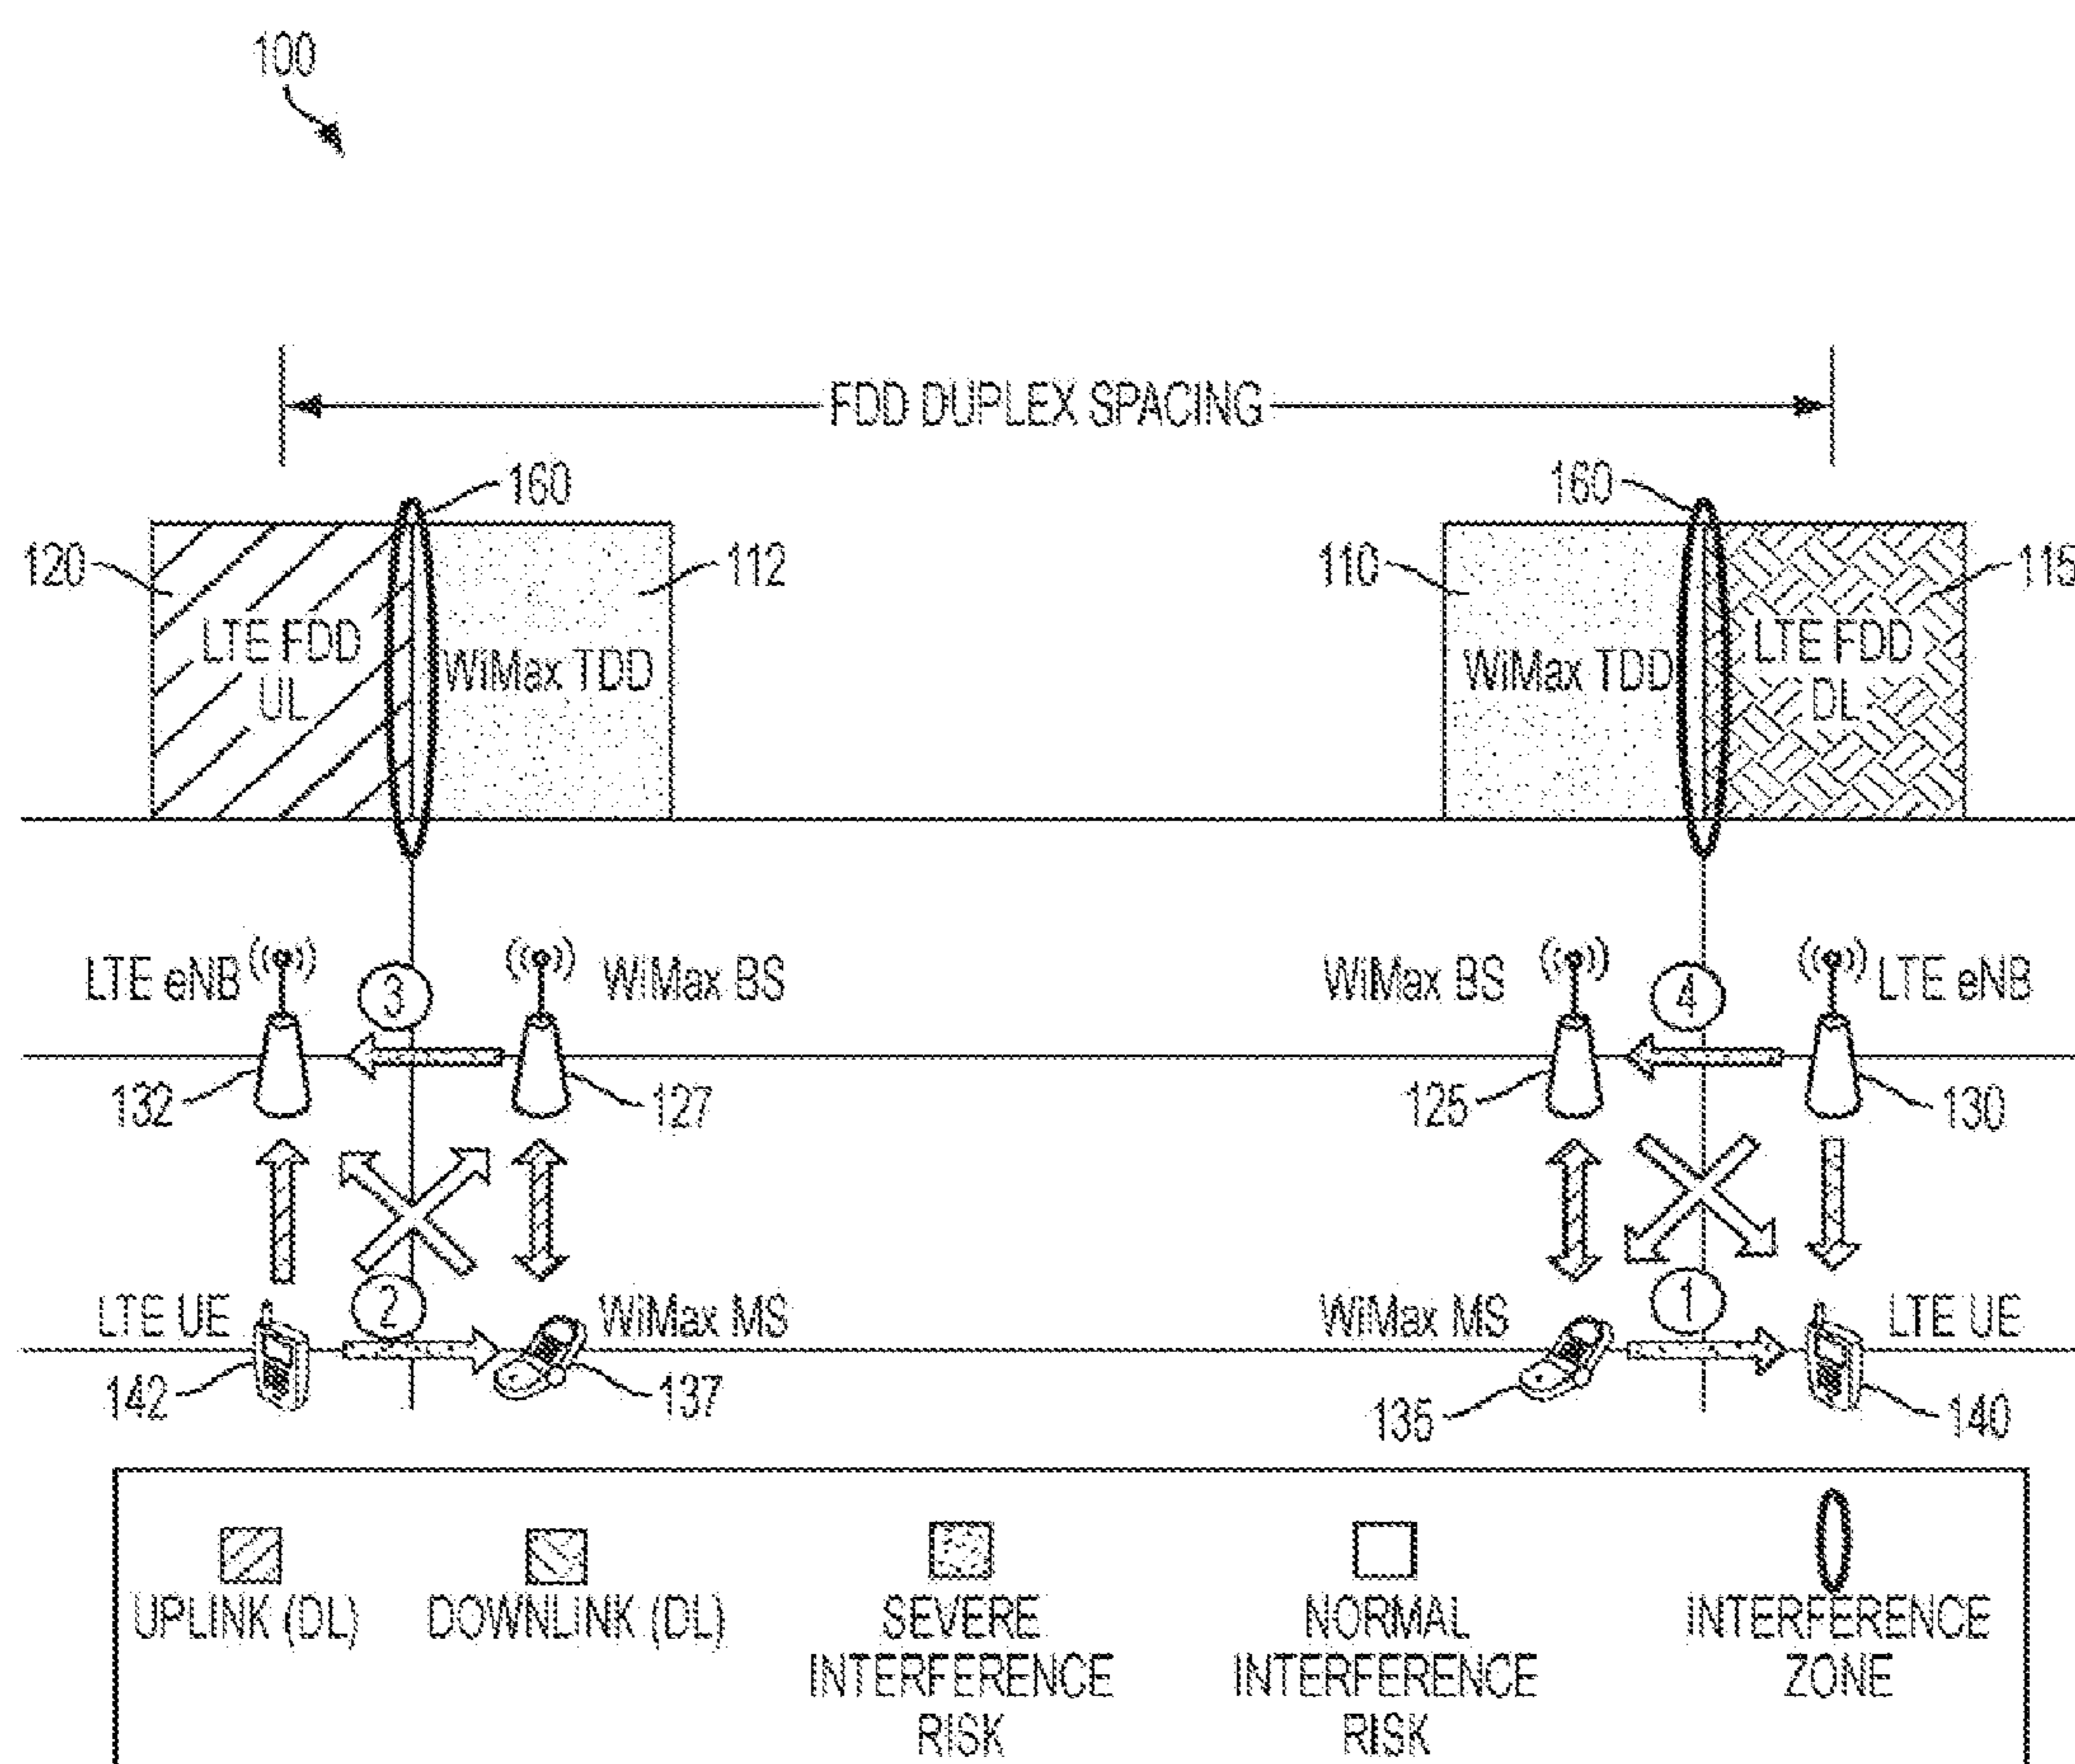 100
FDD DUPLEX SPACING
160
160
120
112
110
115
LTE FDD
UL
WiMax TDD
WiMax TDD
LTE FDD
DL
LTE eNB
3
WiMax BS
WiMax BS
4
LTE eNB
132
127
125
130
LTE UE
2
WiMax MS
WiMax MS
1
LTE UE
142
137
135
140
UPLINK (DL)
DOWNLINK (DL)
SEVERE
INTERFERENCE
RISK
NORMAL
INTERFERENCE
RISK
INTERFERENCE
ZONE